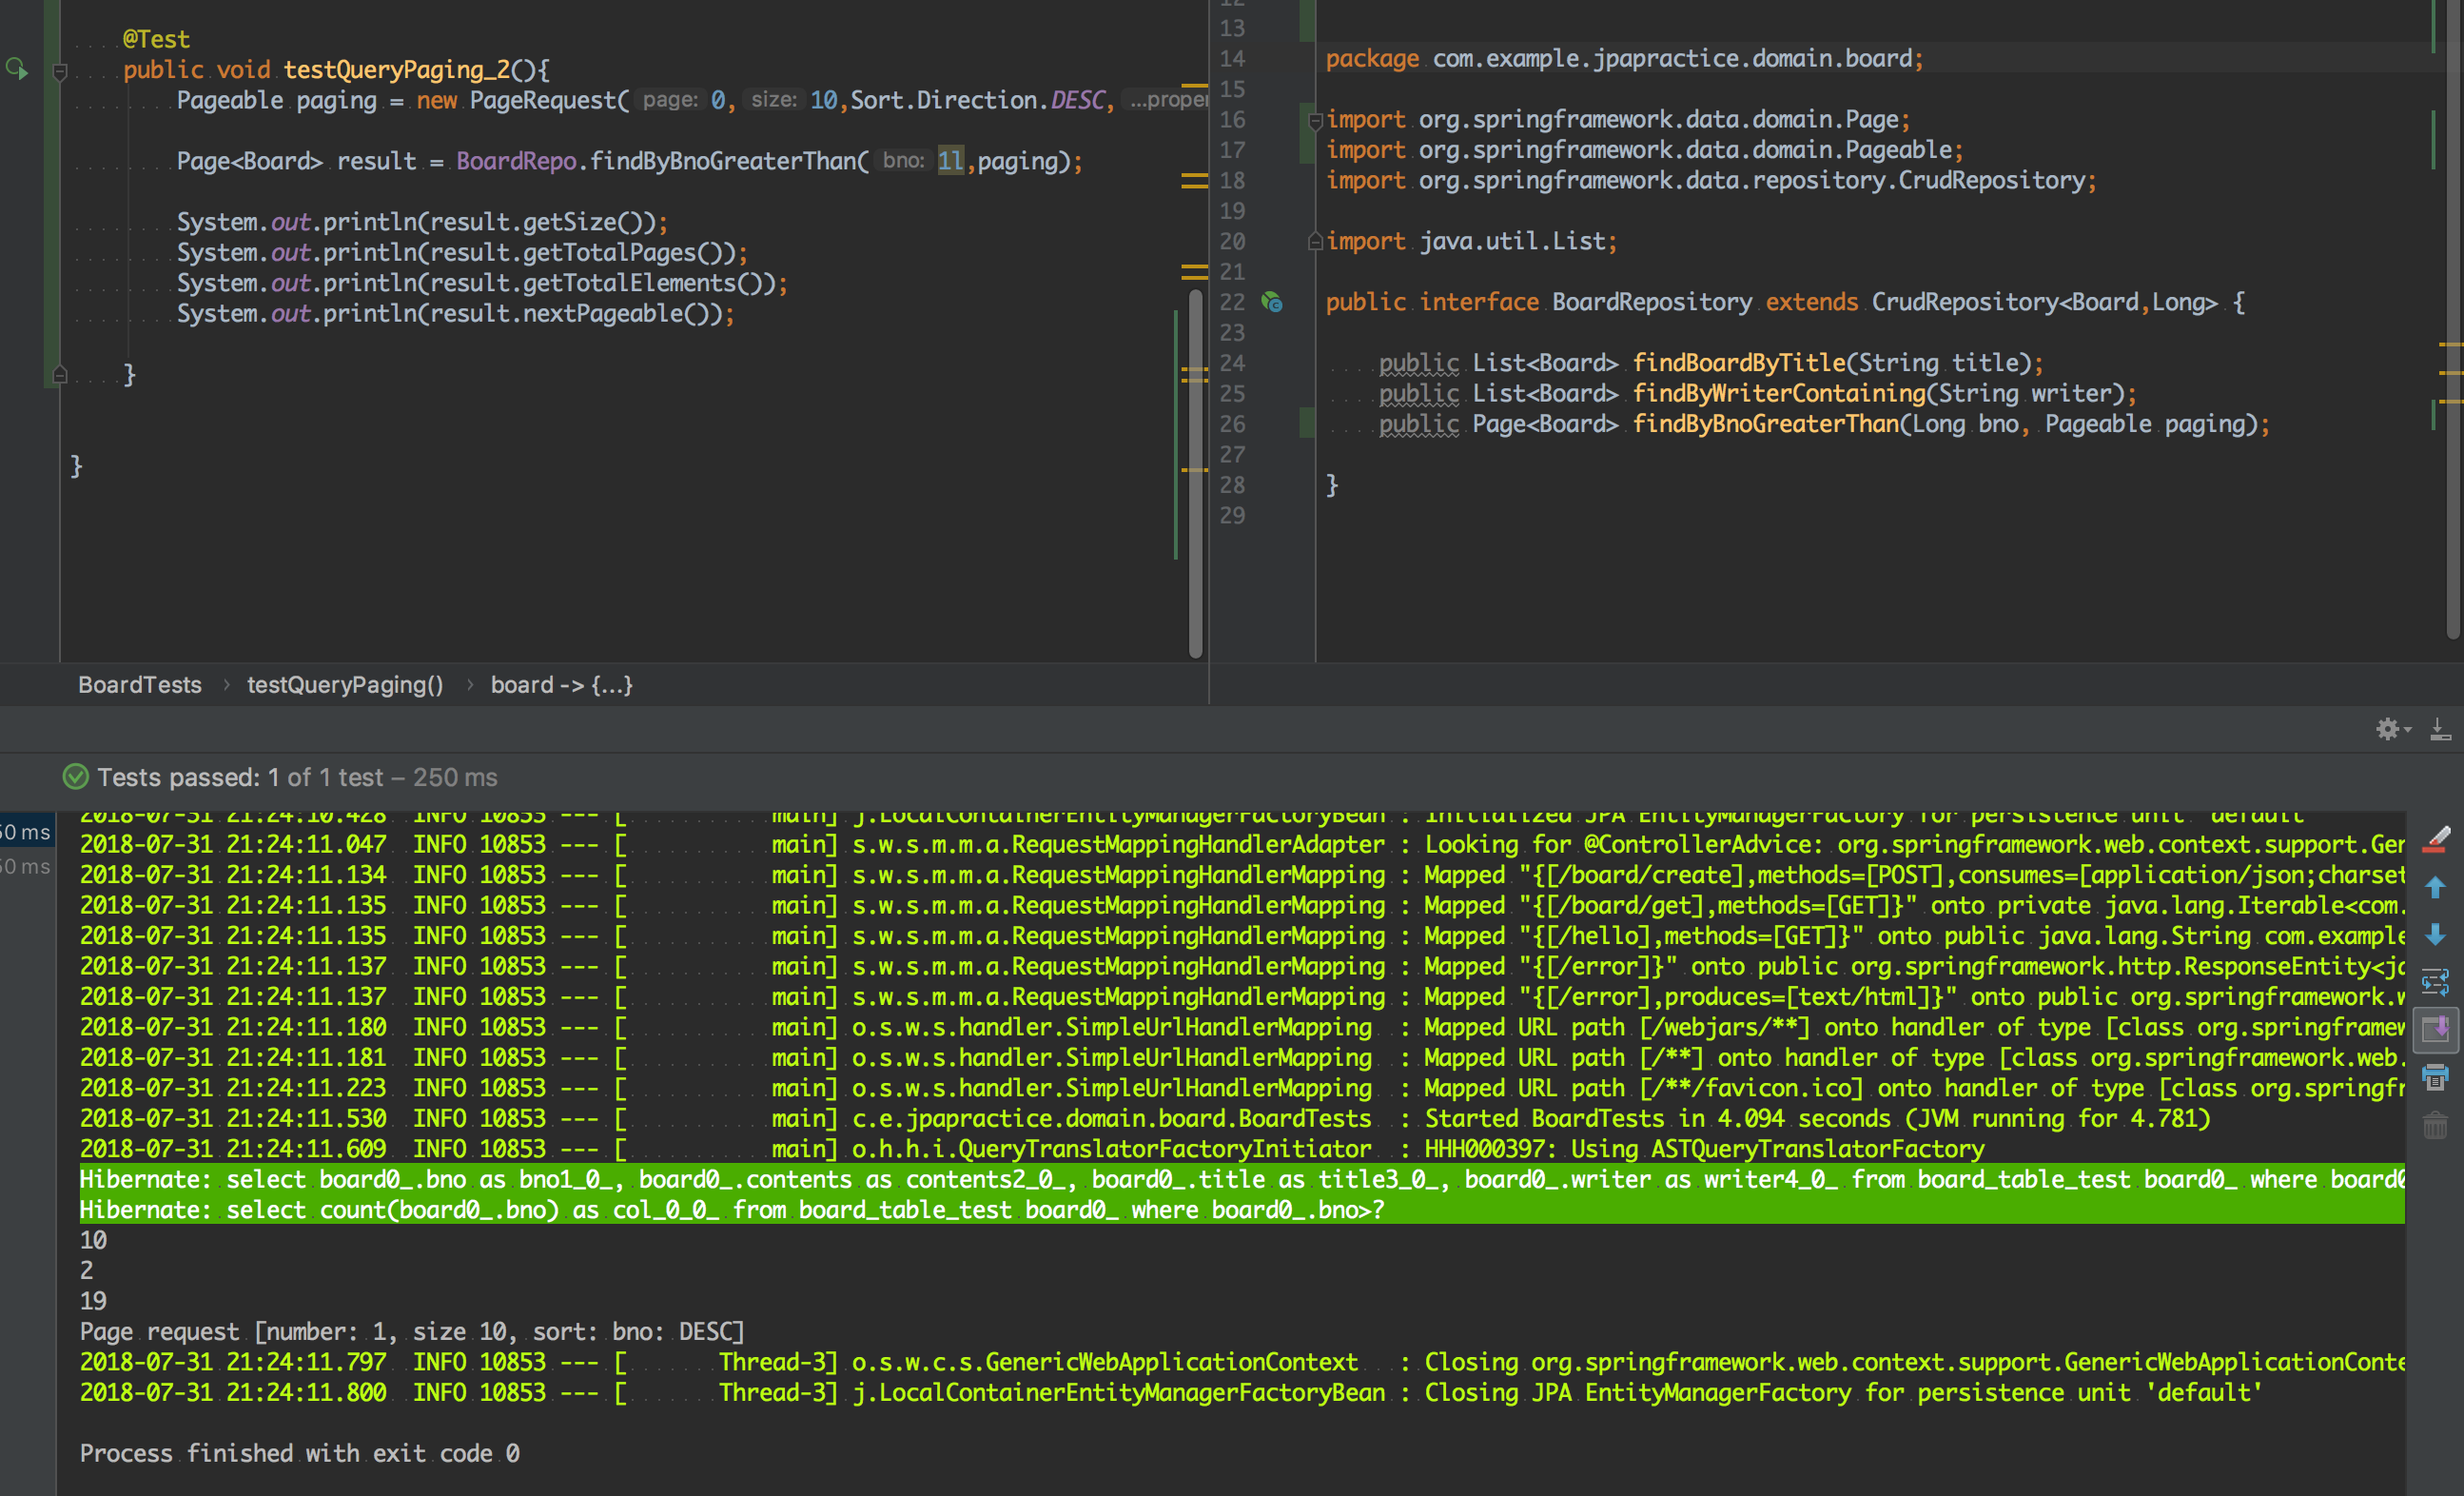 @Test
public void testQueryPaging_2(){
Pageable paging = new PageRequest( page: 0, size: 10,Sort.Direction.DESC, ...proper
Page<Board> result = BoardRepo.findByBnoGreaterThan( bno: 1l,paging);
System.out.println(result.getSize());
System.out.println(result.getTotalPages());
System.out.println(result.getTotalElements());
System.out.println(result.nextPageable());
}
}
12
13
14 package com.example.jpapractice.domain.board;
15
16 import org.springframework.data.domain.Page;
17 import org.springframework.data.domain.Pageable;
18 import org.springframework.data.repository.CrudRepository;
19
20 import java.util.List;
21
22 public interface BoardRepository extends CrudRepository<Board,Long> {
23
24 public List<Board> findBoardByTitle(String title);
25 public List<Board> findByWriterContaining(String writer);
26 public Page<Board> findByBnoGreaterThan(Long bno, Pageable paging);
27
28 }
29
BoardTests › testQueryPaging() › board -> {...}
Tests passed: 1 of 1 test – 250 ms
50 ms
50 ms
2018-07-31 21:24:10.428 INFO 10853 --- [ main] j.LocalContainerEntityManagerFactoryBean : Initialized JPA EntityManagerFactory for persistence unit 'default'
2018-07-31 21:24:11.047 INFO 10853 --- [ main] s.w.s.m.m.a.RequestMappingHandlerAdapter : Looking for @ControllerAdvice: org.springframework.web.context.support.Gen
2018-07-31 21:24:11.134 INFO 10853 --- [ main] s.w.s.m.m.a.RequestMappingHandlerMapping : Mapped "{[/board/create],methods=[POST],consumes=[application/json;charset
2018-07-31 21:24:11.135 INFO 10853 --- [ main] s.w.s.m.m.a.RequestMappingHandlerMapping : Mapped "{[/board/get],methods=[GET]}" onto private java.lang.Iterable<com.
2018-07-31 21:24:11.135 INFO 10853 --- [ main] s.w.s.m.m.a.RequestMappingHandlerMapping : Mapped "{[/hello],methods=[GET]}" onto public java.lang.String com.example
2018-07-31 21:24:11.137 INFO 10853 --- [ main] s.w.s.m.m.a.RequestMappingHandlerMapping : Mapped "{[/error]}" onto public org.springframework.http.ResponseEntity<ja
2018-07-31 21:24:11.137 INFO 10853 --- [ main] s.w.s.m.m.a.RequestMappingHandlerMapping : Mapped "{[/error],produces=[text/html]}" onto public org.springframework.w
2018-07-31 21:24:11.180 INFO 10853 --- [ main] o.s.w.s.handler.SimpleUrlHandlerMapping : Mapped URL path [/webjars/**] onto handler of type [class org.springframew
2018-07-31 21:24:11.181 INFO 10853 --- [ main] o.s.w.s.handler.SimpleUrlHandlerMapping : Mapped URL path [/**] onto handler of type [class org.springframework.web.
2018-07-31 21:24:11.223 INFO 10853 --- [ main] o.s.w.s.handler.SimpleUrlHandlerMapping : Mapped URL path [/**/favicon.ico] onto handler of type [class org.springfr
2018-07-31 21:24:11.530 INFO 10853 --- [ main] c.e.jpapractice.domain.board.BoardTests : Started BoardTests in 4.094 seconds (JVM running for 4.781)
2018-07-31 21:24:11.609 INFO 10853 --- [ main] o.h.h.i.QueryTranslatorFactoryInitiator : HHH000397: Using ASTQueryTranslatorFactory
Hibernate: select board0_.bno as bno1_0_, board0_.contents as contents2_0_, board0_.title as title3_0_, board0_.writer as writer4_0_ from board_table_test board0_ where board0
Hibernate: select count(board0_.bno) as col_0_0_ from board_table_test board0_ where board0_.bno>?
10
2
19
Page request [number: 1, size 10, sort: bno: DESC]
2018-07-31 21:24:11.797 INFO 10853 --- [ Thread-3] o.s.w.c.s.GenericWebApplicationContext : Closing org.springframework.web.context.support.GenericWebApplicationConte
2018-07-31 21:24:11.800 INFO 10853 --- [ Thread-3] j.LocalContainerEntityManagerFactoryBean : Closing JPA EntityManagerFactory for persistence unit 'default'
Process finished with exit code 0